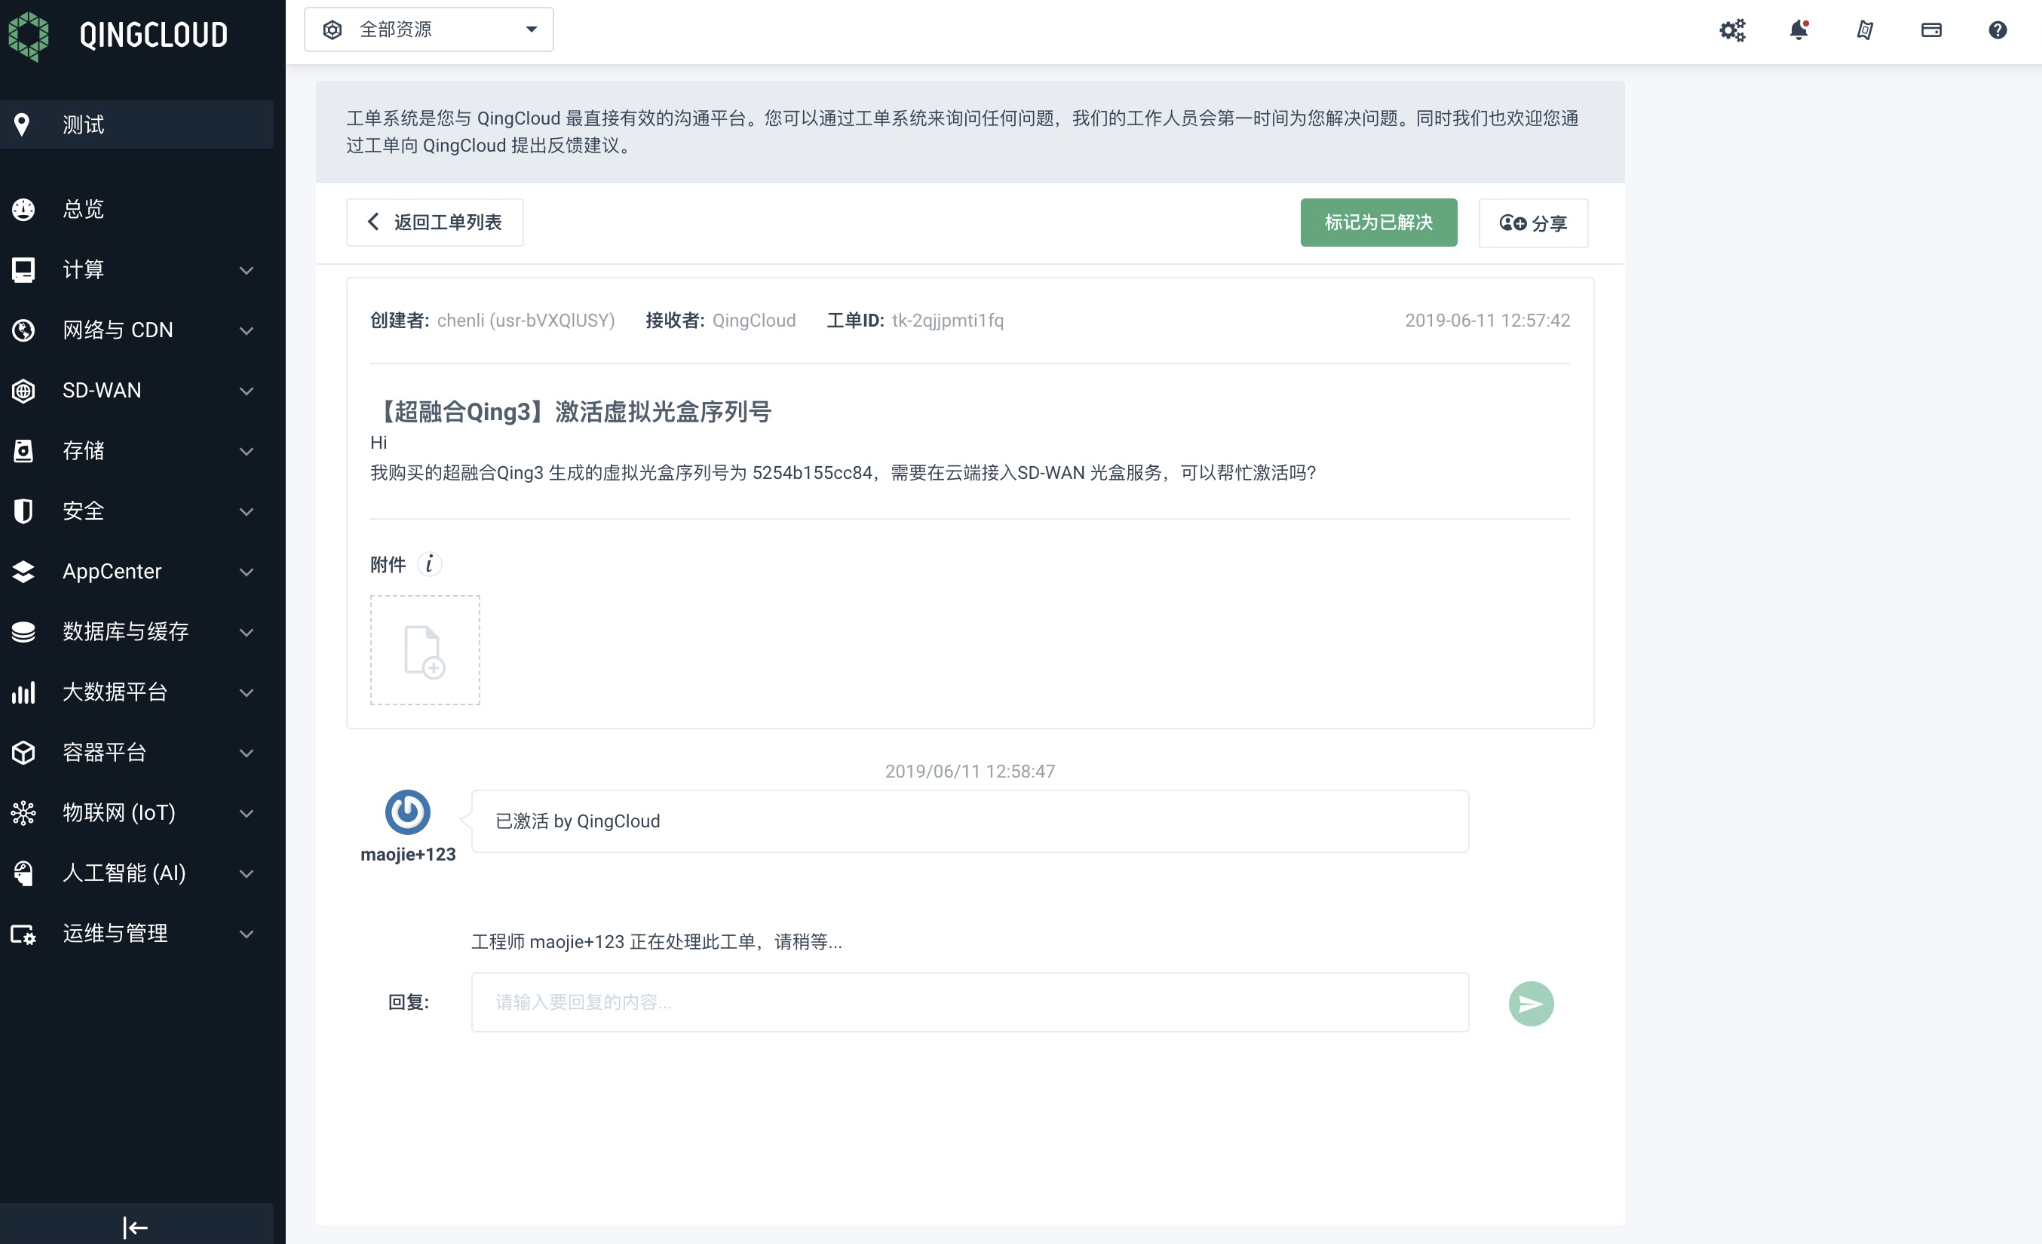 QINGCLOUD
全部资源
测试
总览
计算
网络与 CDN
SD-WAN
存储
安全
AppCenter
数据库与缓存
大数据平台
容器平台
物联网 (IoT)
人工智能 (AI)
运维与管理
工单系统是您与 QingCloud 最直接有效的沟通平台。您可以通过工单系统来询问任何问题，我们的工作人员会第一时间为您解决问题。同时我们也欢迎您通
过工单向 QingCloud 提出反馈建议。
返回工单列表
标记为已解决
分享
创建者: chenli (usr-bVXQlUSY) 接收者: QingCloud 工单ID: tk-2qjjpmti1fq 2019-06-11 12:57:42
【超融合Qing3】激活虚拟光盒序列号
Hi
我购买的超融合Qing3 生成的虚拟光盒序列号为 5254b155cc84，需要在云端接入SD-WAN 光盒服务，可以帮忙激活吗?
附件
2019/06/11 12:58:47
已激活 by QingCloud
maojie+123
工程师 maojie+123 正在处理此工单，请稍等...
回复:
请输入要回复的内容...